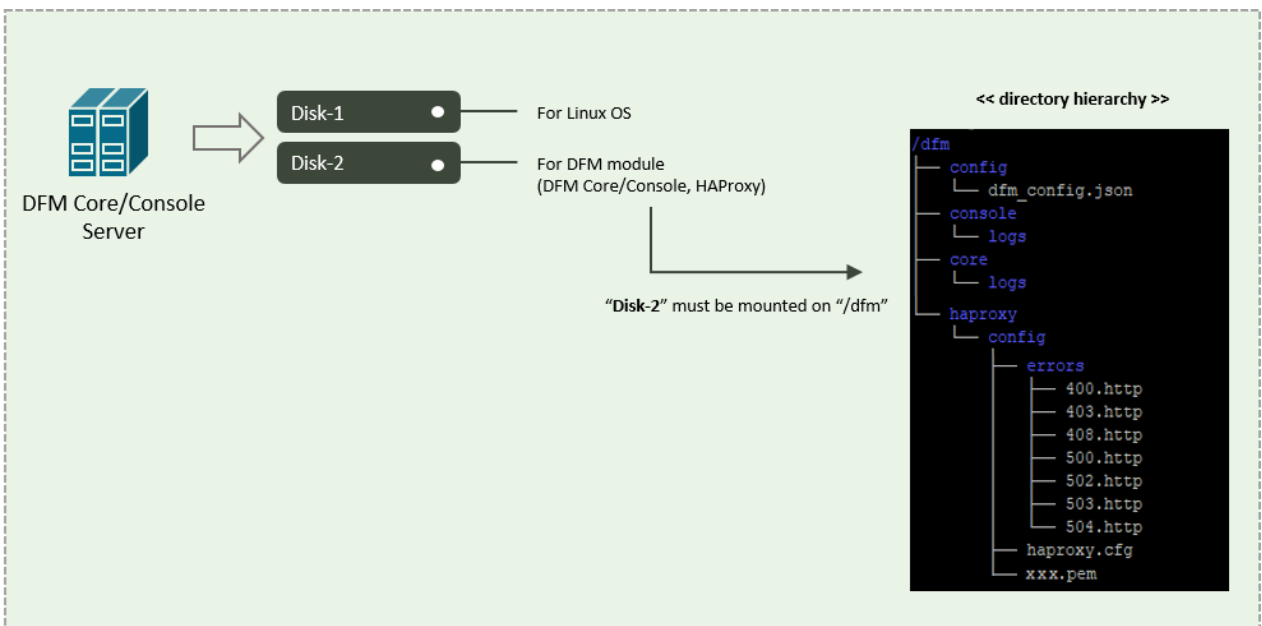 DFM Core/Console
Server
Disk-1
For Linux OS
Disk-2
For DFM module
(DFM Core/Console, HAProxy)
“Disk-2” must be mounted on “/dfm”
<< directory hierarchy >>
/dfm
config
dfm_config.json
console
logs
core
logs
haproxy
config
errors
400.http
403.http
408.http
500.http
502.http
503.http
504.http
haproxy.cfg
xxx.pem